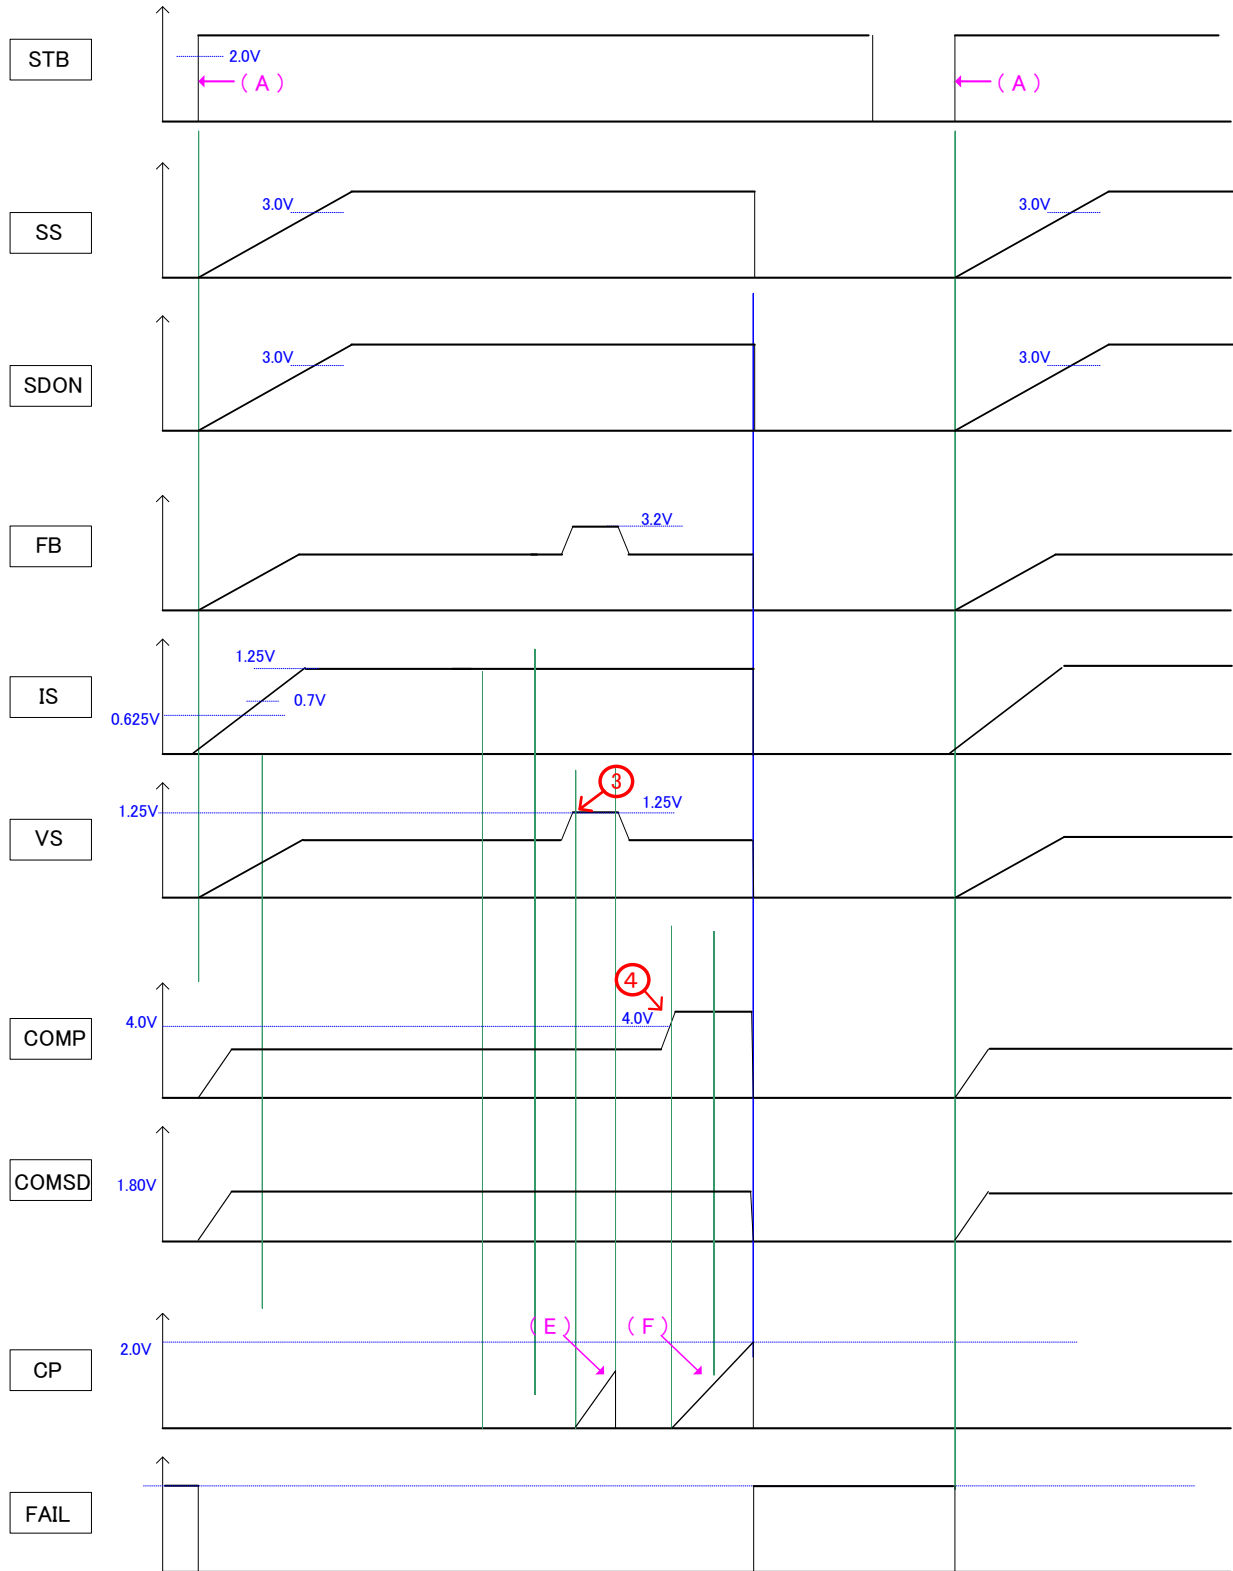 STB
2.0V
( A )
( A )
SS
3.0V
3.0V
SDON
3.0V
3.0V
FB
3.2V
IS
1.25V
0.7V
0.625V
VS
1.25V
③
1.25V
COMP
4.0V
④
4.0V
COMSD
1.80V
CP
2.0V
( E )
( F )
FAIL